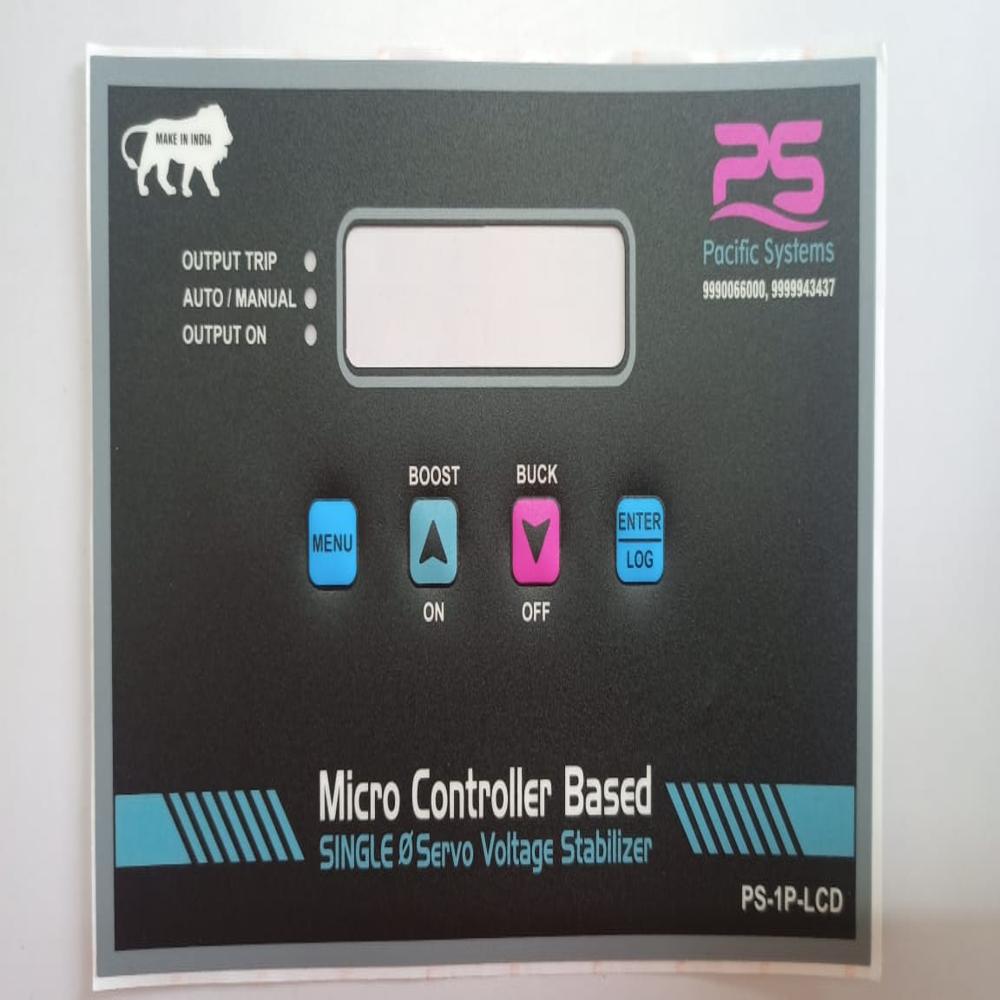 MAKE IN INDIA
PS
Pacific Systems
9990066000, 9999943437
OUTPUT TRIP
AUTO / MANUAL
OUTPUT ON
BOOST
BUCK
MENU
ENTER
LOG
ON
OFF
Micro Controller Based
SINGLE Ø Servo Voltage Stabilizer
PS-1P-LCD